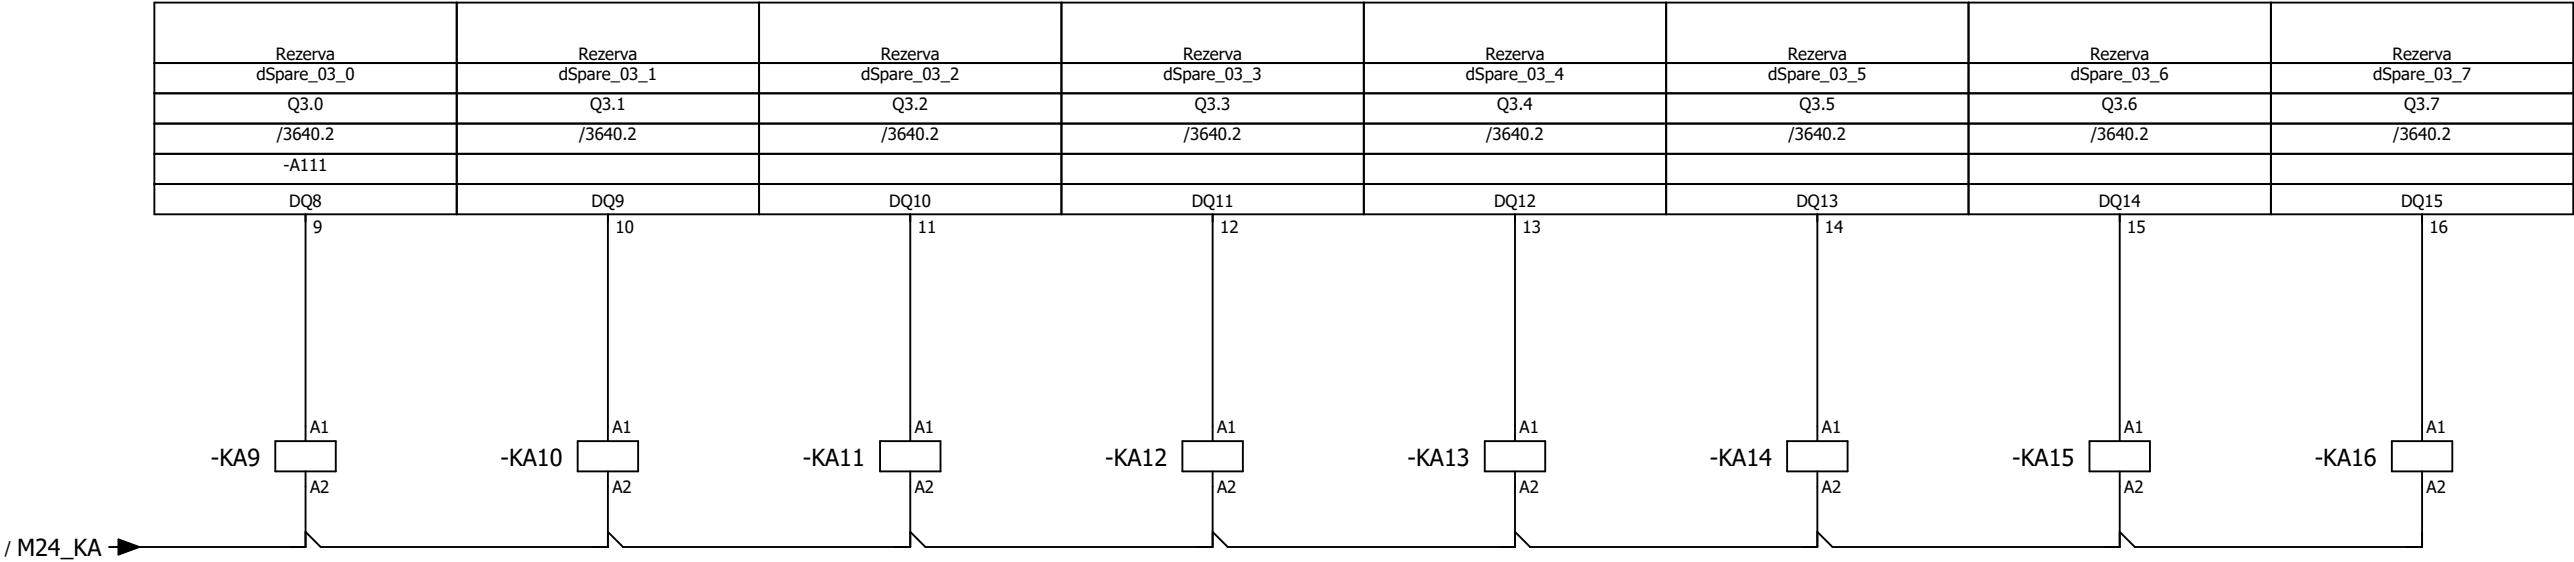 Rezerva Rezerva Rezerva Rezerva Rezerva Rezerva Rezerva Rezerva
dSpare_03_0 dSpare_03_1 dSpare_03_2 dSpare_03_3 dSpare_03_4 dSpare_03_5 dSpare_03_6 dSpare_03_7
Q3.0 Q3.1 Q3.2 Q3.3 Q3.4 Q3.5 Q3.6 Q3.7
/3640.2 /3640.2 /3640.2 /3640.2 /3640.2 /3640.2 /3640.2 /3640.2
-A111
DQ8 DQ9 DQ10 DQ11 DQ12 DQ13 DQ14 DQ15
9 10 11 12 13 14 15 16
A1 A1 A1 A1 A1 A1 A1 A1
-KA9 -KA10 -KA11 -KA12 -KA13 -KA14 -KA15 -KA16
A2 A2 A2 A2 A2 A2 A2 A2
/ M24_KA